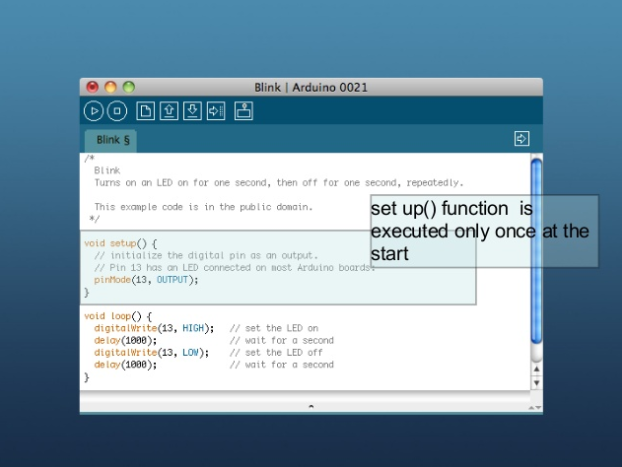 Blink | Arduino 0021
Blink §
/*
Blink
Turns on an LED on for one second, then off for one second, repeatedly.
This example code is in the public domain.
*/
set up() function is
executed only once at the
start
void setup() {
// initialize the digital pin as an output.
// Pin 13 has an LED connected on most Arduino boards:
pinMode(13, OUTPUT);
}
void loop() {
digitalWrite(13, HIGH); // set the LED on
delay(1000); // wait for a second
digitalWrite(13, LOW); // set the LED off
delay(1000); // wait for a second
}